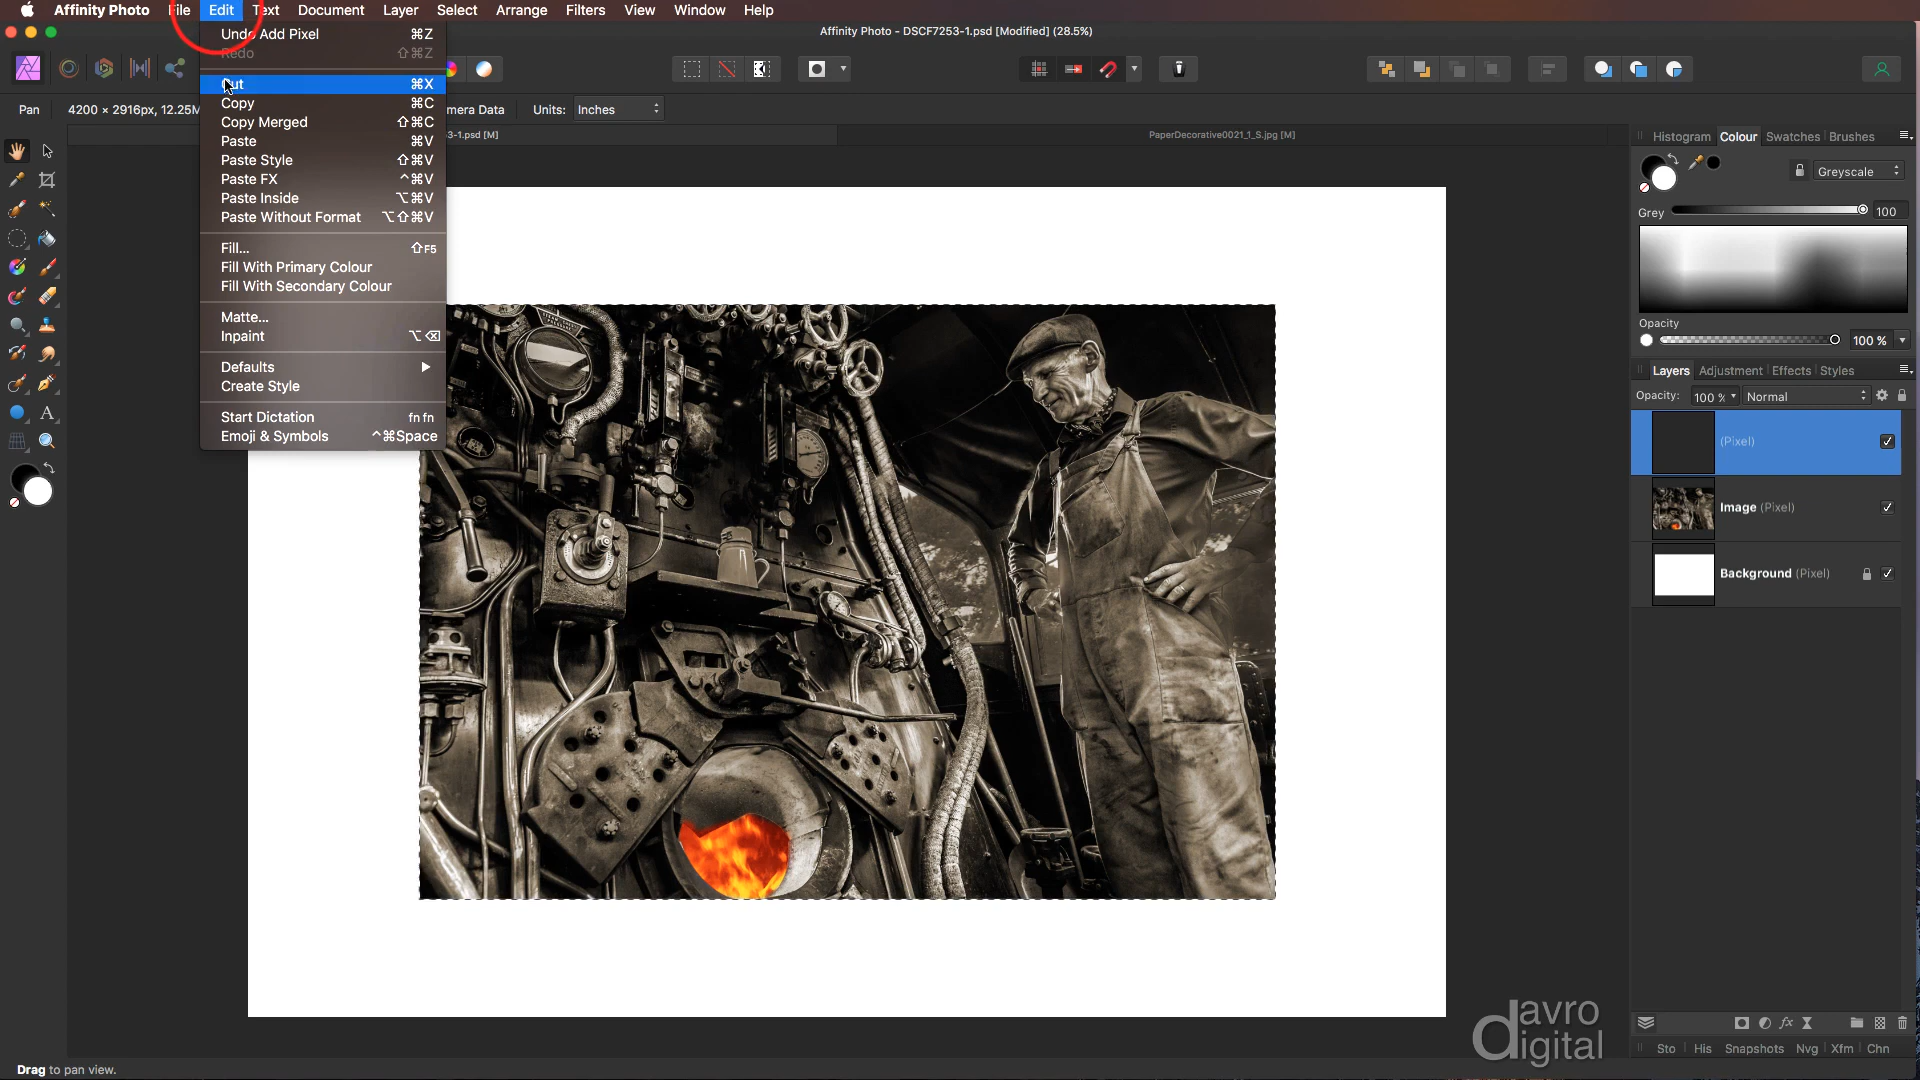 Affinity Photo File Edit Text Document Layer Select Arrange Filters View Window Help
Affinity Photo - DSCF7253-1.psd [Modified] (28.5%)
Undo Add Pixel ⌘Z
Redo ⇧⌘Z
Cut ⌘X
Copy ⌘C
Copy Merged ⇧⌘C
Paste ⌘V
Paste Style ⇧⌘V
Paste FX ^⌘V
Paste Inside ⌥⌘V
Paste Without Format ⌥⇧⌘V
Fill... ⇧F5
Fill With Primary Colour
Fill With Secondary Colour
Matte...
Inpaint ⌥⌫
Defaults ▶
Create Style
Start Dictation fn fn
Emoji & Symbols ^⌘Space
Pan 4200 × 2916px, 12.25M mera Data Units: Inches
3-1.psd [M] PaperDecorative0021_1_S.jpg [M]
Histogram Colour Swatches Brushes
Greyscale
Grey 100
Opacity
100 %
Layers Adjustment Effects Styles
Opacity: 100 % Normal
(Pixel)
Image (Pixel)
Background (Pixel)
fx
Sto His Snapshots Nvg Xfm Chn
davro
digital
Drag to pan view.